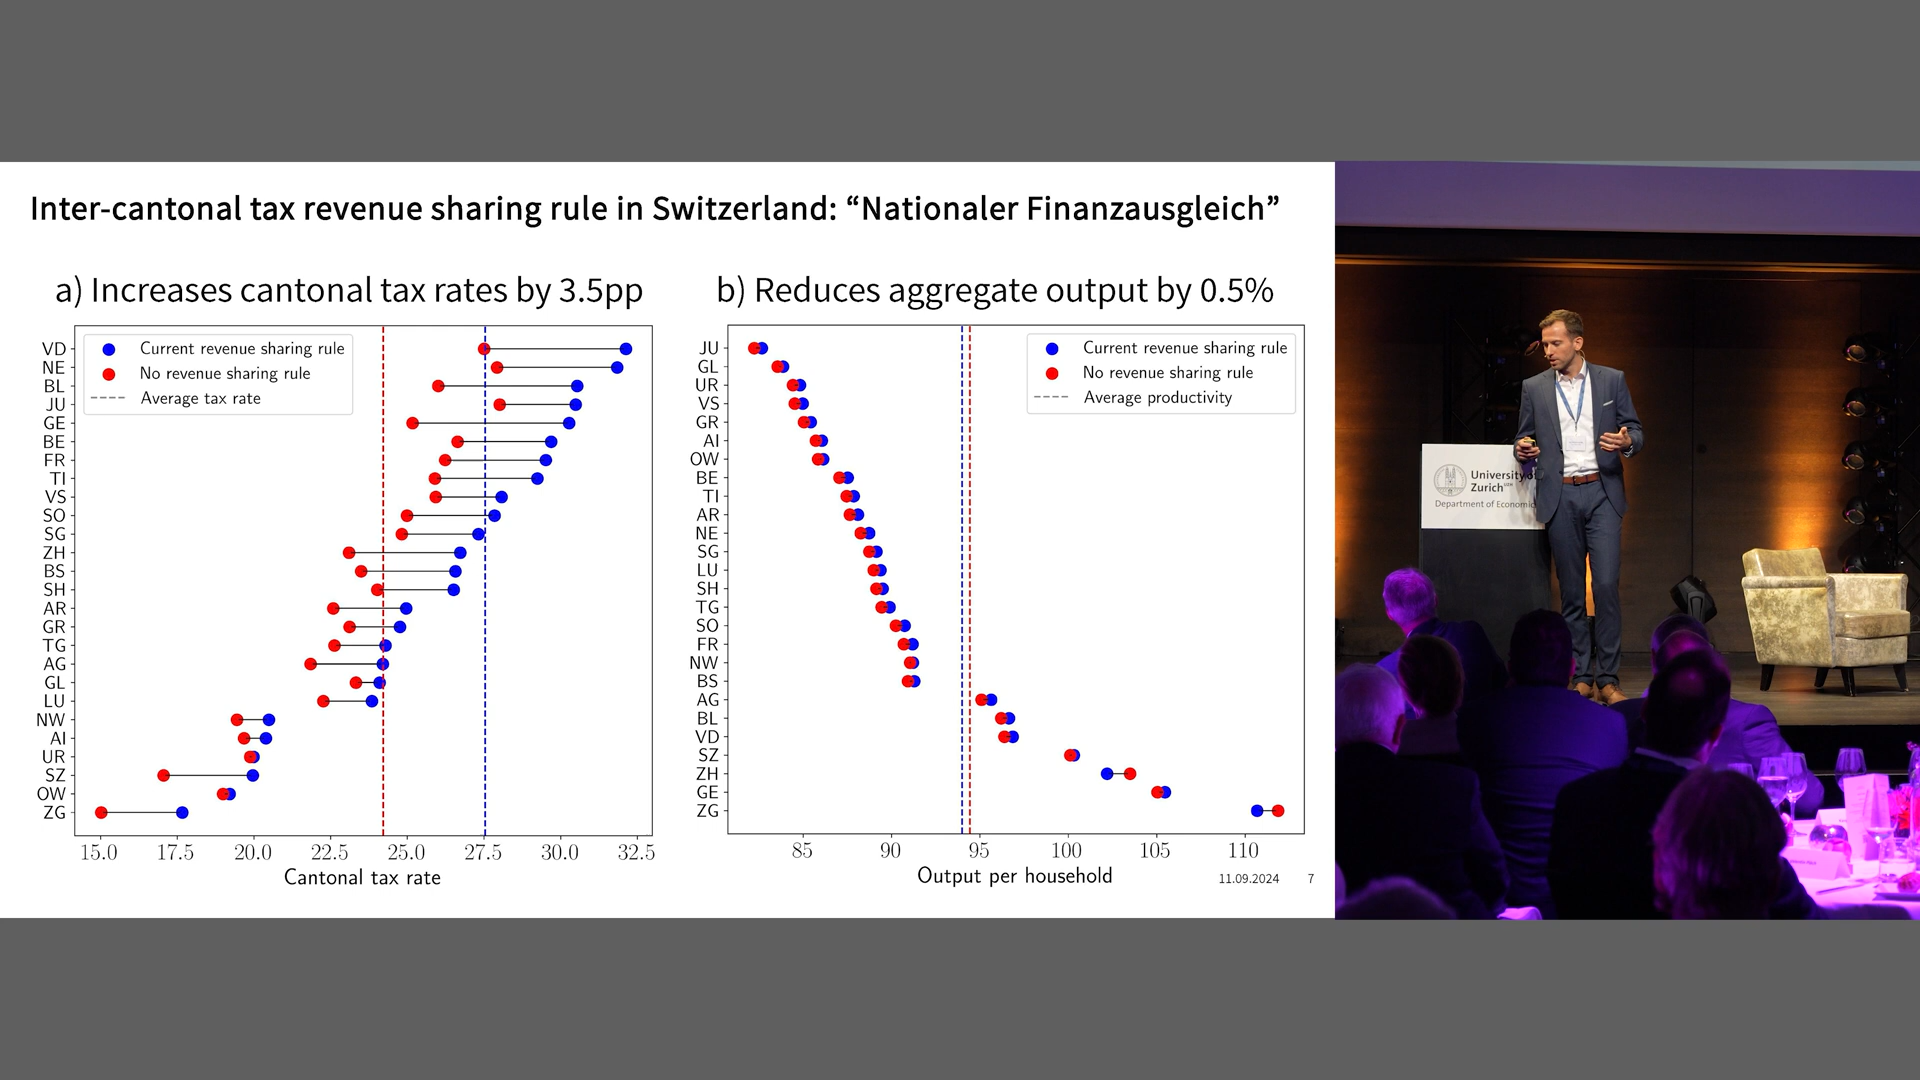 Inter-cantonal tax revenue sharing rule in Switzerland: “Nationaler Finanzausgleich”
a) Increases cantonal tax rates by 3.5pp
Current revenue sharing rule
No revenue sharing rule
Average tax rate
VD
NE
BL
JU
GE
BE
FR
TI
VS
SO
SG
ZH
BS
SH
AR
GR
TG
AG
GL
LU
NW
AI
UR
SZ
OW
ZG
15.0 17.5 20.0 22.5 25.0 27.5 30.0 32.5
Cantonal tax rate
b) Reduces aggregate output by 0.5%
Current revenue sharing rule
No revenue sharing rule
Average productivity
JU
GL
UR
VS
GR
AI
OW
BE
TI
AR
NE
SG
LU
SH
TG
SO
FR
NW
BS
AG
BL
VD
SZ
ZH
GE
ZG
85 90 95 100 105 110
Output per household
11.09.2024 7
University of
Zurich
Department of Economic